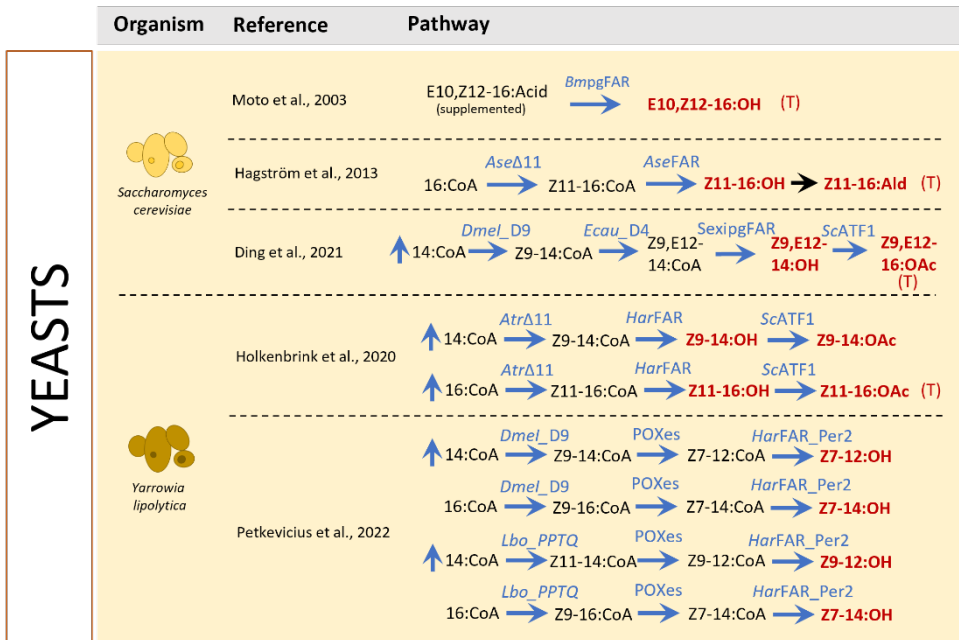 Organism Reference Pathway
YEASTS
Saccharomyces
cerevisiae
Moto et al., 2003
BmpgFAR
E10,Z12-16:Acid
(supplemented)
E10,Z12-16:OH (T)
Hagström et al., 2013
AseΔ11 AseFAR
16:CoA Z11-16:CoA Z11-16:OH Z11-16:Ald (T)
Ding et al., 2021
Dmel_D9 Ecau_D4 SexipgFAR ScATF1
14:CoA Z9-14:CoA Z9,E12-
14:CoA
Z9,E12-
14:OH
Z9,E12-
16:OAc
(T)
Yarrowia
lipolytica
Holkenbrink et al., 2020
AtrΔ11 HarFAR ScATF1
14:CoA Z9-14:CoA Z9-14:OH Z9-14:OAc
AtrΔ11 HarFAR ScATF1
16:CoA Z11-16:CoA Z11-16:OH Z11-16:OAc (T)
Petkevicius et al., 2022
Dmel_D9 POXes HarFAR_Per2
14:CoA Z9-14:CoA Z7-12:CoA Z7-12:OH
Dmel_D9 POXes HarFAR_Per2
16:CoA Z9-16:CoA Z7-14:CoA Z7-14:OH
Lbo_PPTQ POXes HarFAR_Per2
14:CoA Z11-14:CoA Z9-12:CoA Z9-12:OH
Lbo_PPTQ POXes HarFAR_Per2
16:CoA Z9-16:CoA Z7-14:CoA Z7-14:OH